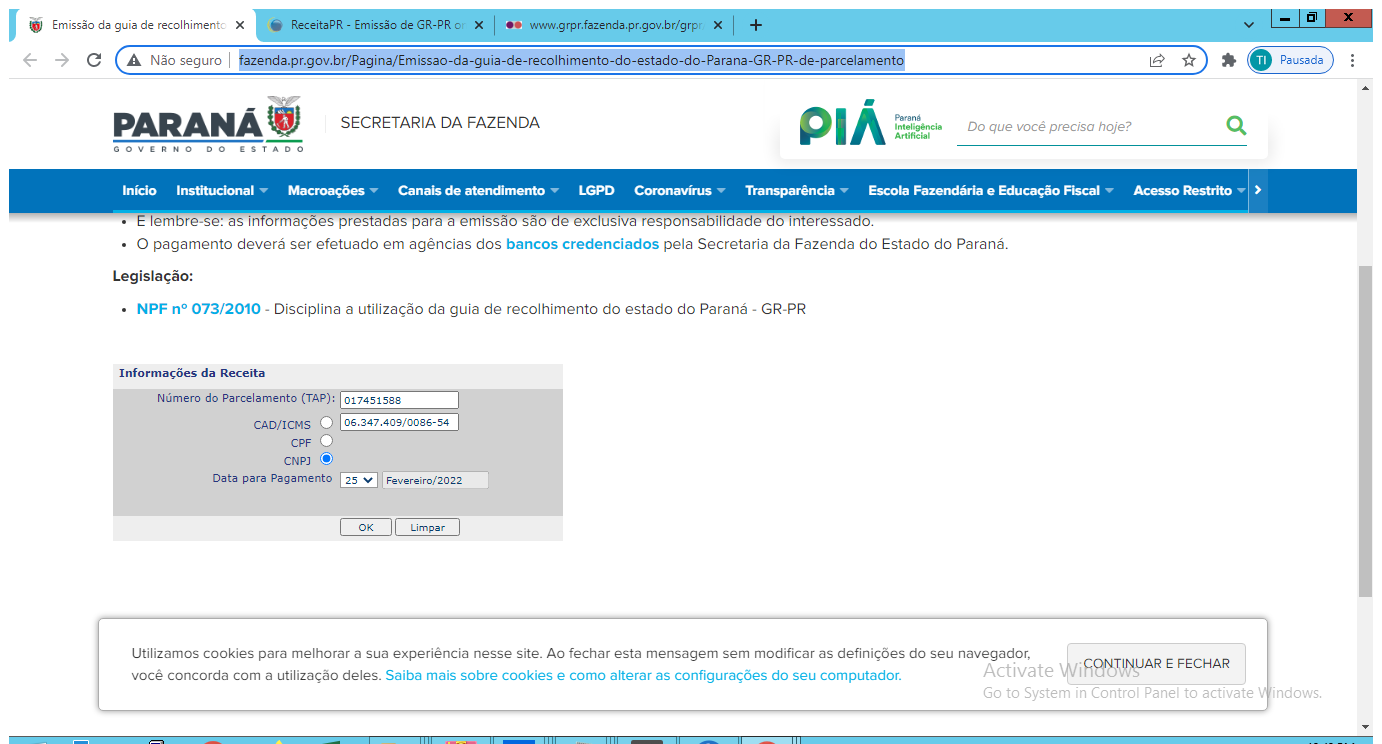 Emissão da guia de recolhimento
ReceitaPR - Emissão de GR-PR or
www.grpr.fazenda.pr.gov.br/grpr
Não seguro
fazenda.pr.gov.br/Pagina/Emissao-da-guia-de-recolhimento-do-estado-do-Parana-GR-PR-de-parcelamento
TI Pausada
PARANÁ
GOVERNO DO ESTADO
SECRETARIA DA FAZENDA
PIÁ
Paraná
Inteligência
Artificial
Do que você precisa hoje?
Início Institucional Macroações Canais de atendimento LGPD Coronavírus Transparência Escola Fazendária e Educação Fiscal Acesso Restrito
E lembre-se: as informações prestadas para a emissão são de exclusiva responsabilidade do interessado.
O pagamento deverá ser efetuado em agências dos bancos credenciados pela Secretaria da Fazenda do Estado do Paraná.
Legislação:
NPF nº 073/2010 - Disciplina a utilização da guia de recolhimento do estado do Paraná - GR-PR
Informações da Receita
Número do Parcelamento (TAP): 017451588
CAD/ICMS 06.347.409/0086-54
CPF
CNPJ
Data para Pagamento 25 Fevereiro/2022
OK Limpar
Utilizamos cookies para melhorar a sua experiência nesse site. Ao fechar esta mensagem sem modificar as definições do seu navegador,
você concorda com a utilização deles. Saiba mais sobre cookies e como alterar as configurações do seu computador.
CONTINUAR E FECHAR
Activate Windows
Go to System in Control Panel to activate Windows.